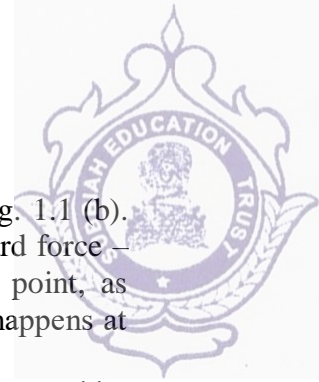 EDUCATION TRUST
g. 1.1 (b).
rd force –
point, as
happens at